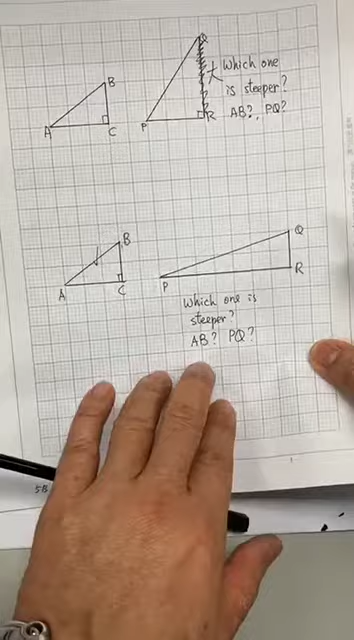 Q
Which one
B
is steeper?
AB?, PQ?
A
C
P
R
B
Q
A
C
P
R
Which one is
steeper?
AB? PQ?